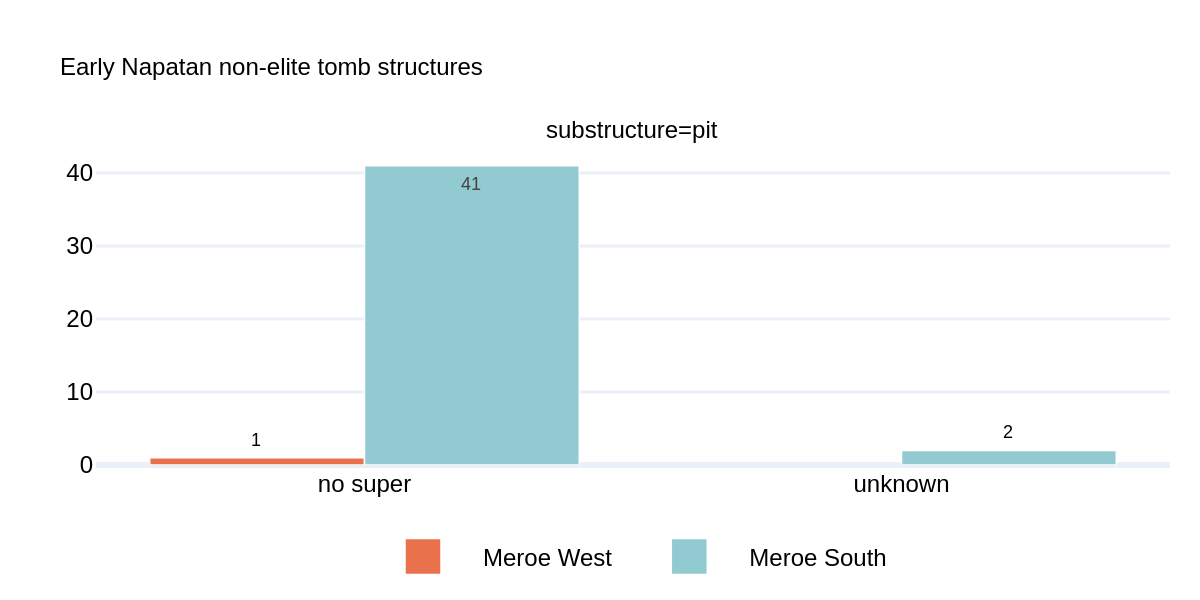 Early Napatan non-elite tomb structures
substructure=pit
40
41
30
20
10
1
2
0
no super
unknown
Meroe West
Meroe South